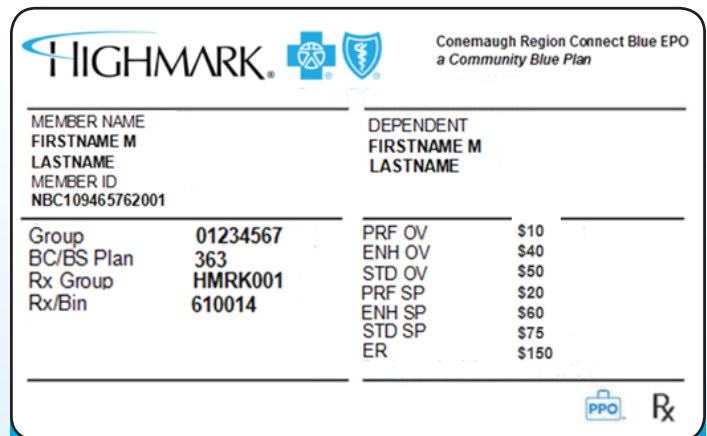 HIGHMARK®
Conemaugh Region Connect Blue EPO
a Community Blue Plan
MEMBER NAME
FIRSTNAME M
LASTNAME
MEMBER ID
NBC109465762001
DEPENDENT
FIRSTNAME M
LASTNAME
Group 01234567
BC/BS Plan 363
Rx Group HMRK001
Rx/Bin 610014
PRF OV $10
ENH OV $40
STD OV $50
PRF SP $20
ENH SP $60
STD SP $75
ER $150
PPO
Rx